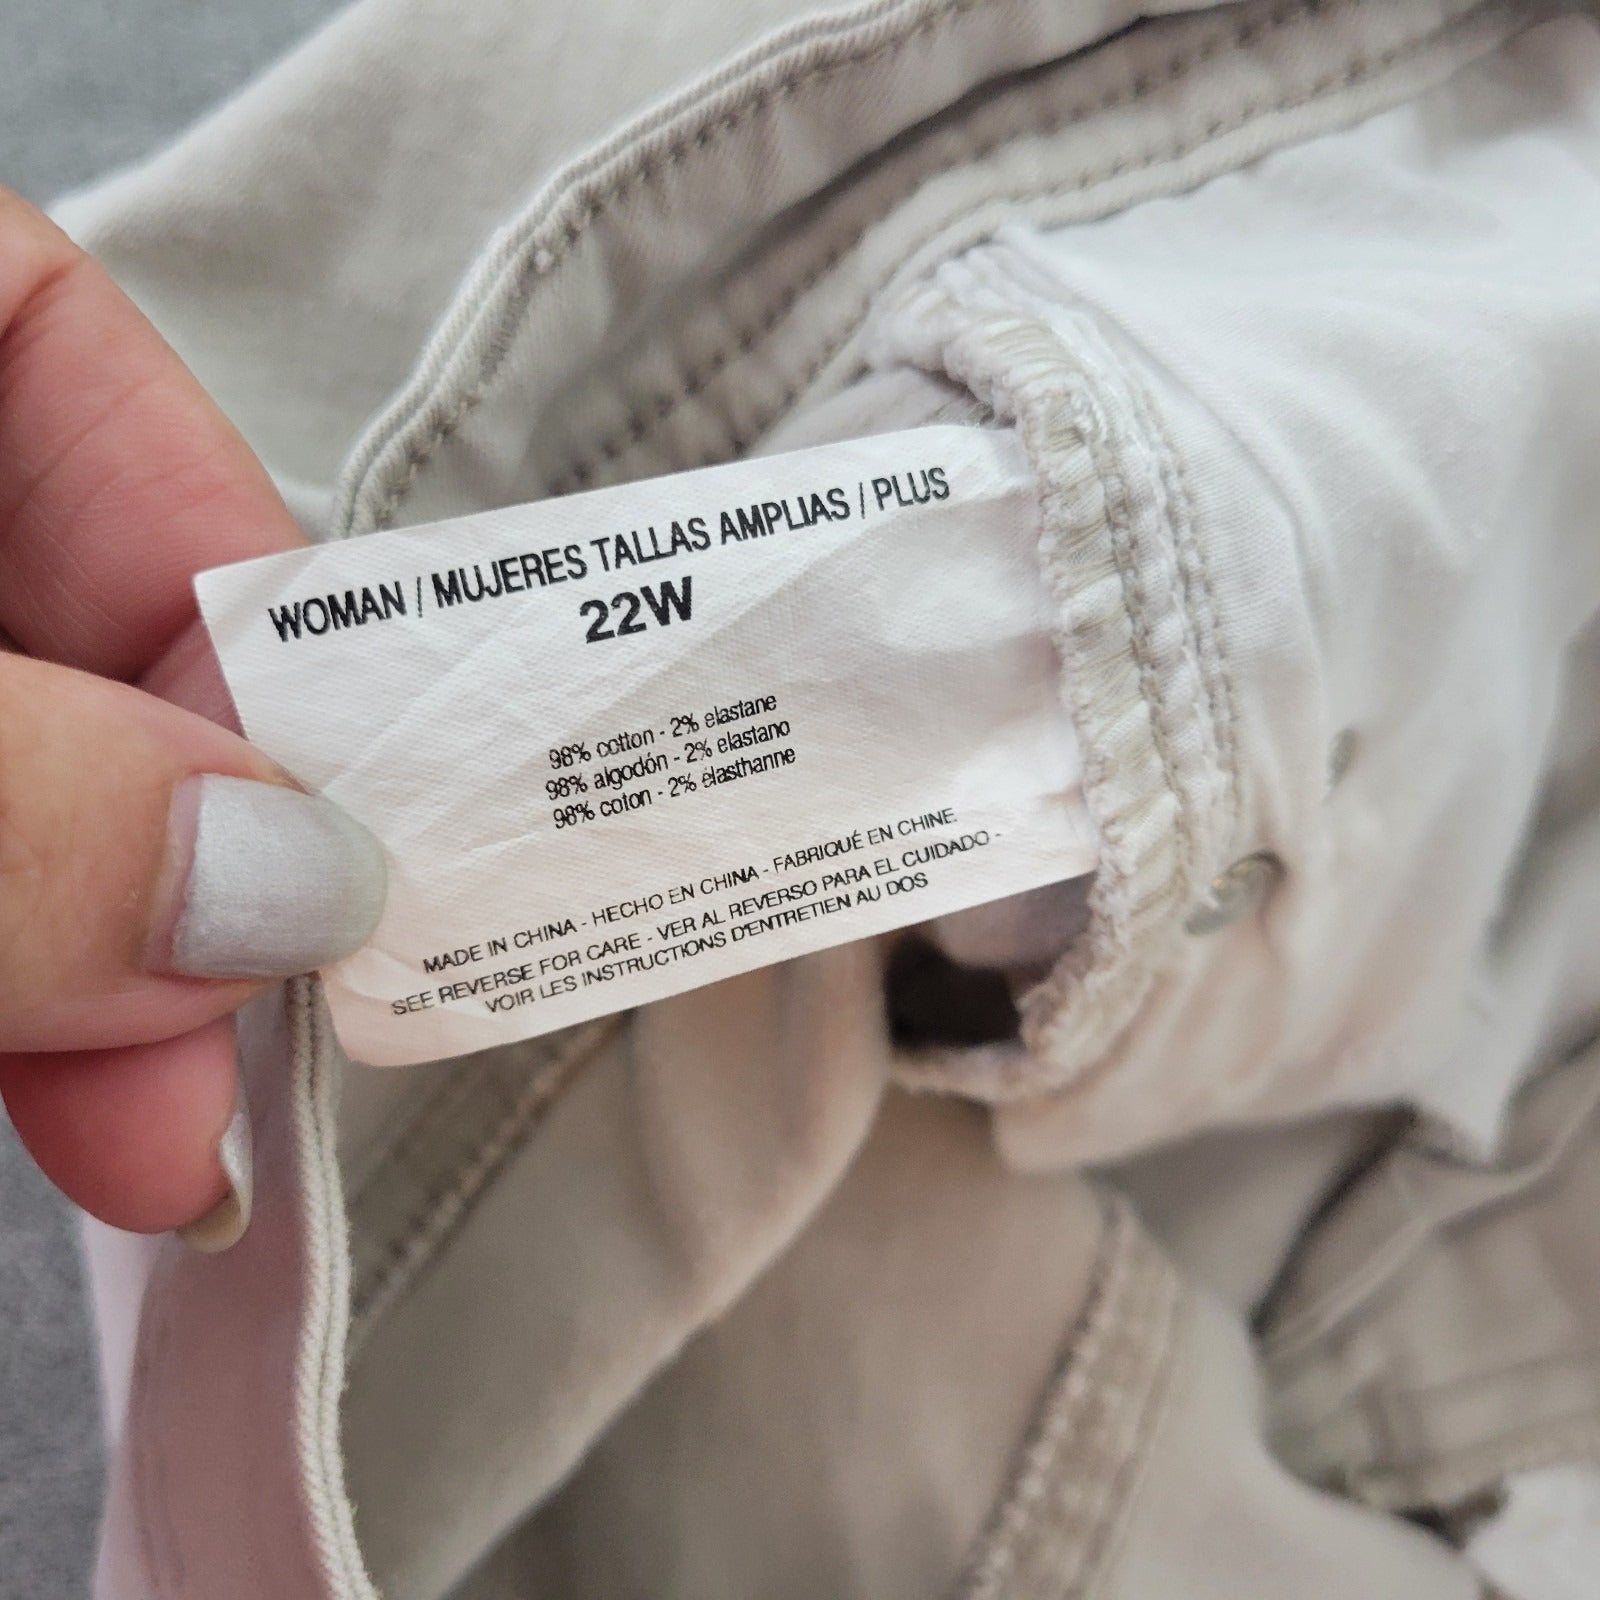 WOMAN / MUJERES TALLAS AMPLIAS / PLUS
22W
98% cotton - 2% elastane
98% algodón - 2% elastano
98% coton - 2% élasthanne
MADE IN CHINA - HECHO EN CHINA - FABRIQUÉ EN CHINE
SEE REVERSE FOR CARE - VER AL REVERSO PARA EL CUIDADO -
VOIR LES INSTRUCTIONS D'ENTRETIEN AU DOS